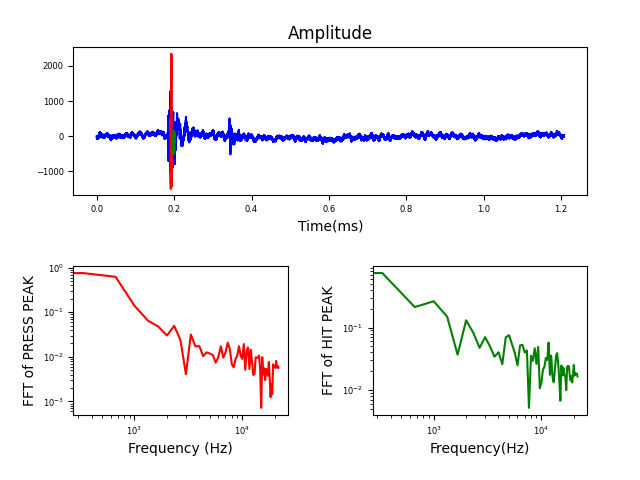 Amplitude
2000
1000
0
−1000
0.0 0.2 0.4 0.6 0.8 1.0 1.2
Time(ms)
FFT of PRESS PEAK
10⁰
10⁻¹
10⁻²
10⁻³
10³ 10⁴
Frequency (Hz)
FFT of HIT PEAK
10⁻¹
10⁻²
10³ 10⁴
Frequency(Hz)